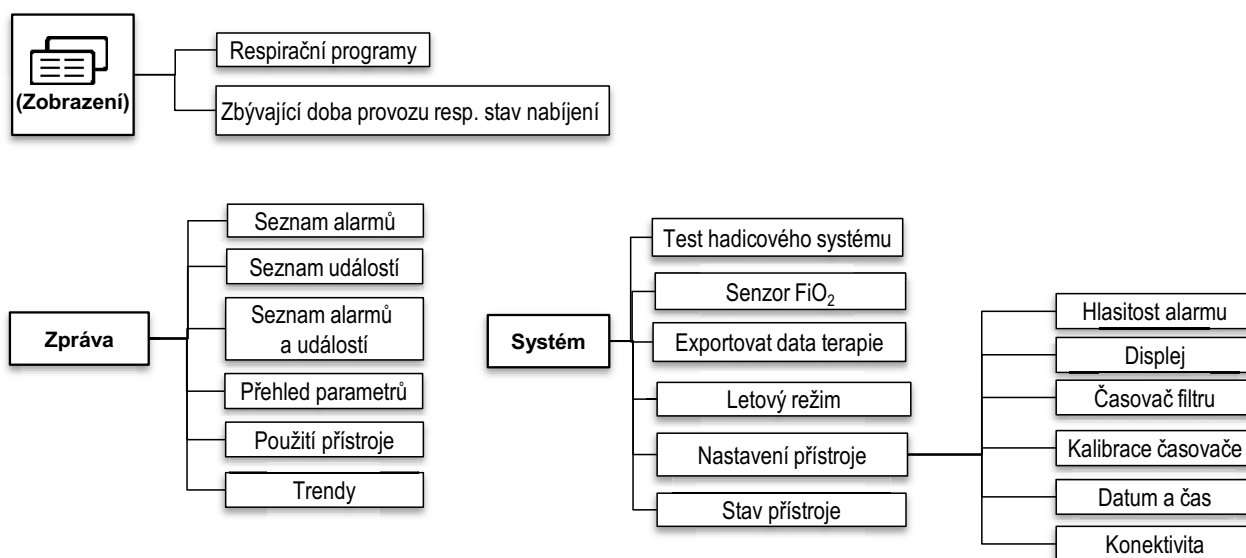 (Zobrazení)
Respirační programy
Zbývající doba provozu resp. stav nabíjení
Zpráva
Seznam alarmů
Seznam událostí
Seznam alarmů
a událostí
Přehled parametrů
Použití přístroje
Trendy
Systém
Test hadicového systému
Senzor FiO₂
Exportovat data terapie
Letový režim
Nastavení přístroje
Stav přístroje
Hlasitost alarmu
Displej
Časovač filtru
Kalibrace časovače
Datum a čas
Konektivita